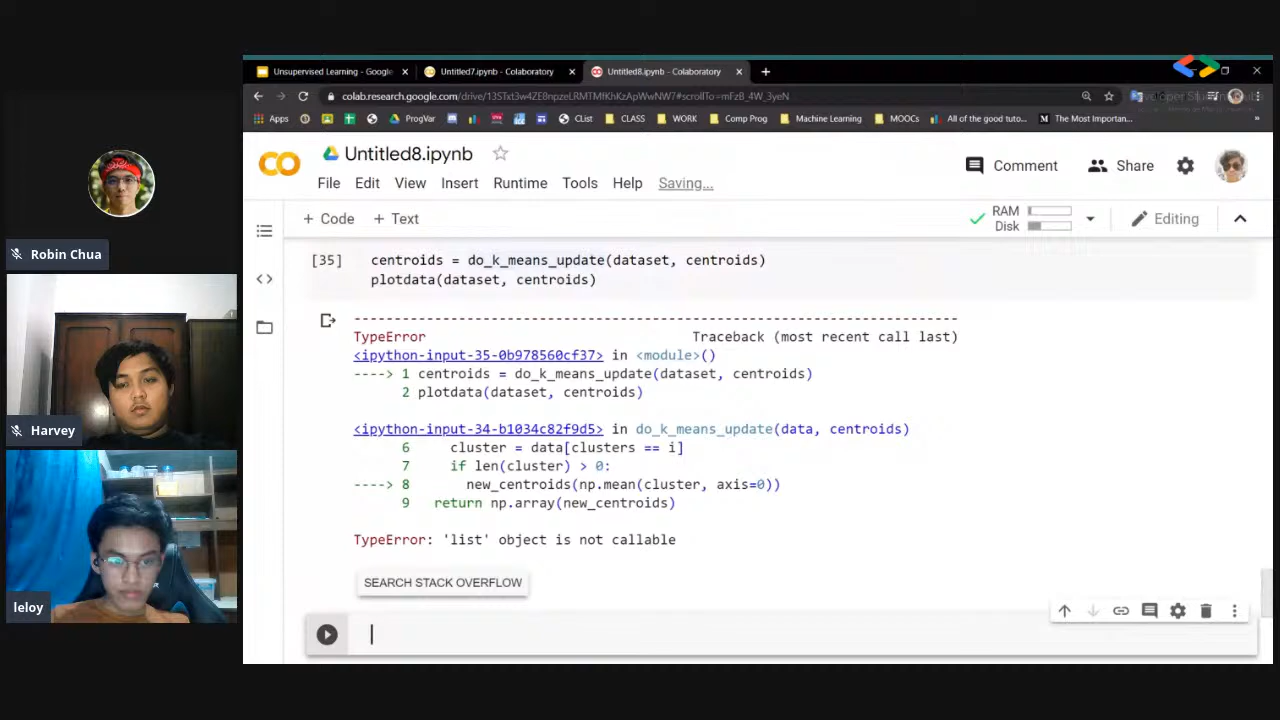 Unsupervised Learning - Google
Untitled7.ipynb - Colaboratory
Untitled8.ipynb - Colaboratory
Apps
ProgVar
CList
CLASS
WORK
Comp Prog
Machine Learning
MOOCs
All of the good tuto...
The Most Importan...
Untitled8.ipynb
Comment
Share
File Edit View Insert Runtime Tools Help Saving...
+ Code + Text
RAM
Disk
Editing
[35] centroids = do_k_means_update(dataset, centroids)
plotdata(dataset, centroids)
---------------------------------------------------------------------------
TypeError Traceback (most recent call last)
<ipython-input-35-0b978560cf37> in <module>()
----> 1 centroids = do_k_means_update(dataset, centroids)
2 plotdata(dataset, centroids)
<ipython-input-34-b1034c82f9d5> in do_k_means_update(data, centroids)
6 cluster = data[clusters == i]
7 if len(cluster) > 0:
----> 8 new_centroids(np.mean(cluster, axis=0))
9 return np.array(new_centroids)
TypeError: 'list' object is not callable
SEARCH STACK OVERFLOW
Robin Chua
Harvey
leloy